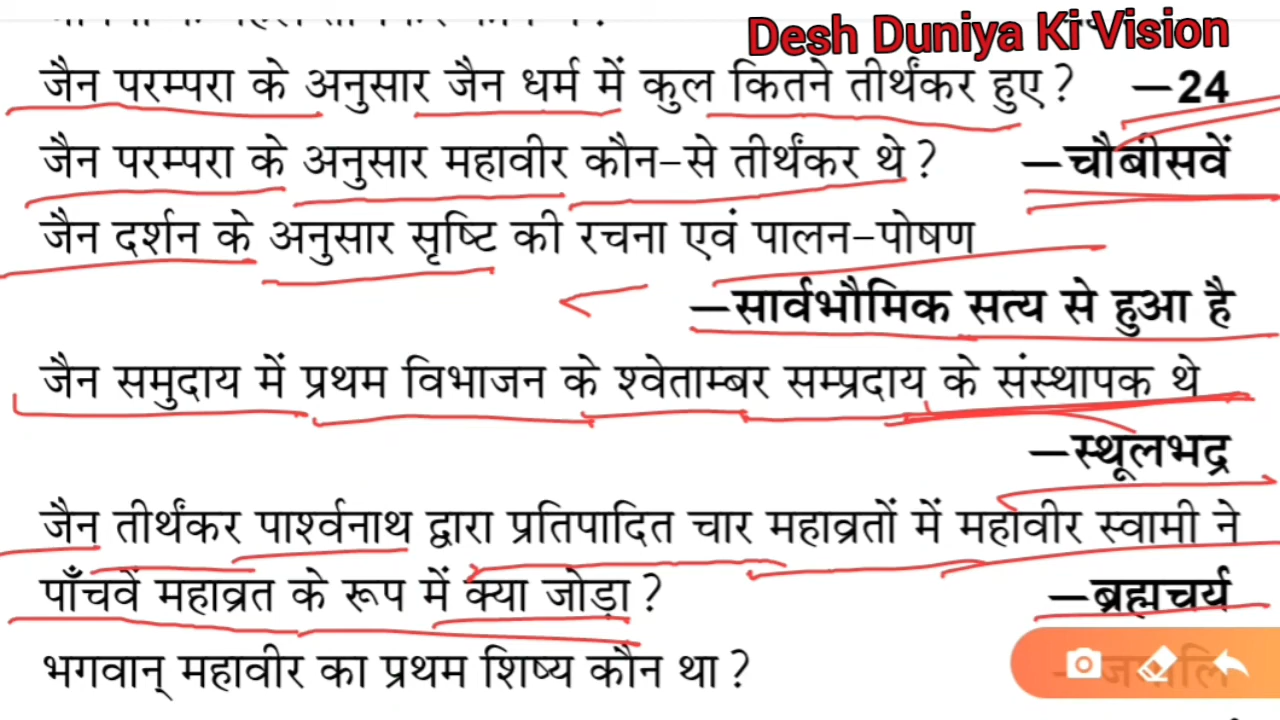 Desh Duniya Ki Vision
जैन परम्परा के अनुसार जैन धर्म में कुल कितने तीर्थंकर हुए ? –24
जैन परम्परा के अनुसार महावीर कौन–से तीर्थंकर थे ? –चौबीसवें
जैन दर्शन के अनुसार सृष्टि की रचना एवं पालन–पोषण
–सार्वभौमिक सत्य से हुआ है
जैन समुदाय में प्रथम विभाजन के श्वेताम्बर सम्प्रदाय के संस्थापक थे
–स्थूलभद्र
जैन तीर्थंकर पार्श्वनाथ द्वारा प्रतिपादित चार महाव्रतों में महावीर स्वामी ने
पाँचवें महाव्रत के रूप में क्या जोड़ा ? –ब्रह्मचर्य
भगवान् महावीर का प्रथम शिष्य कौन था ? –जमालि